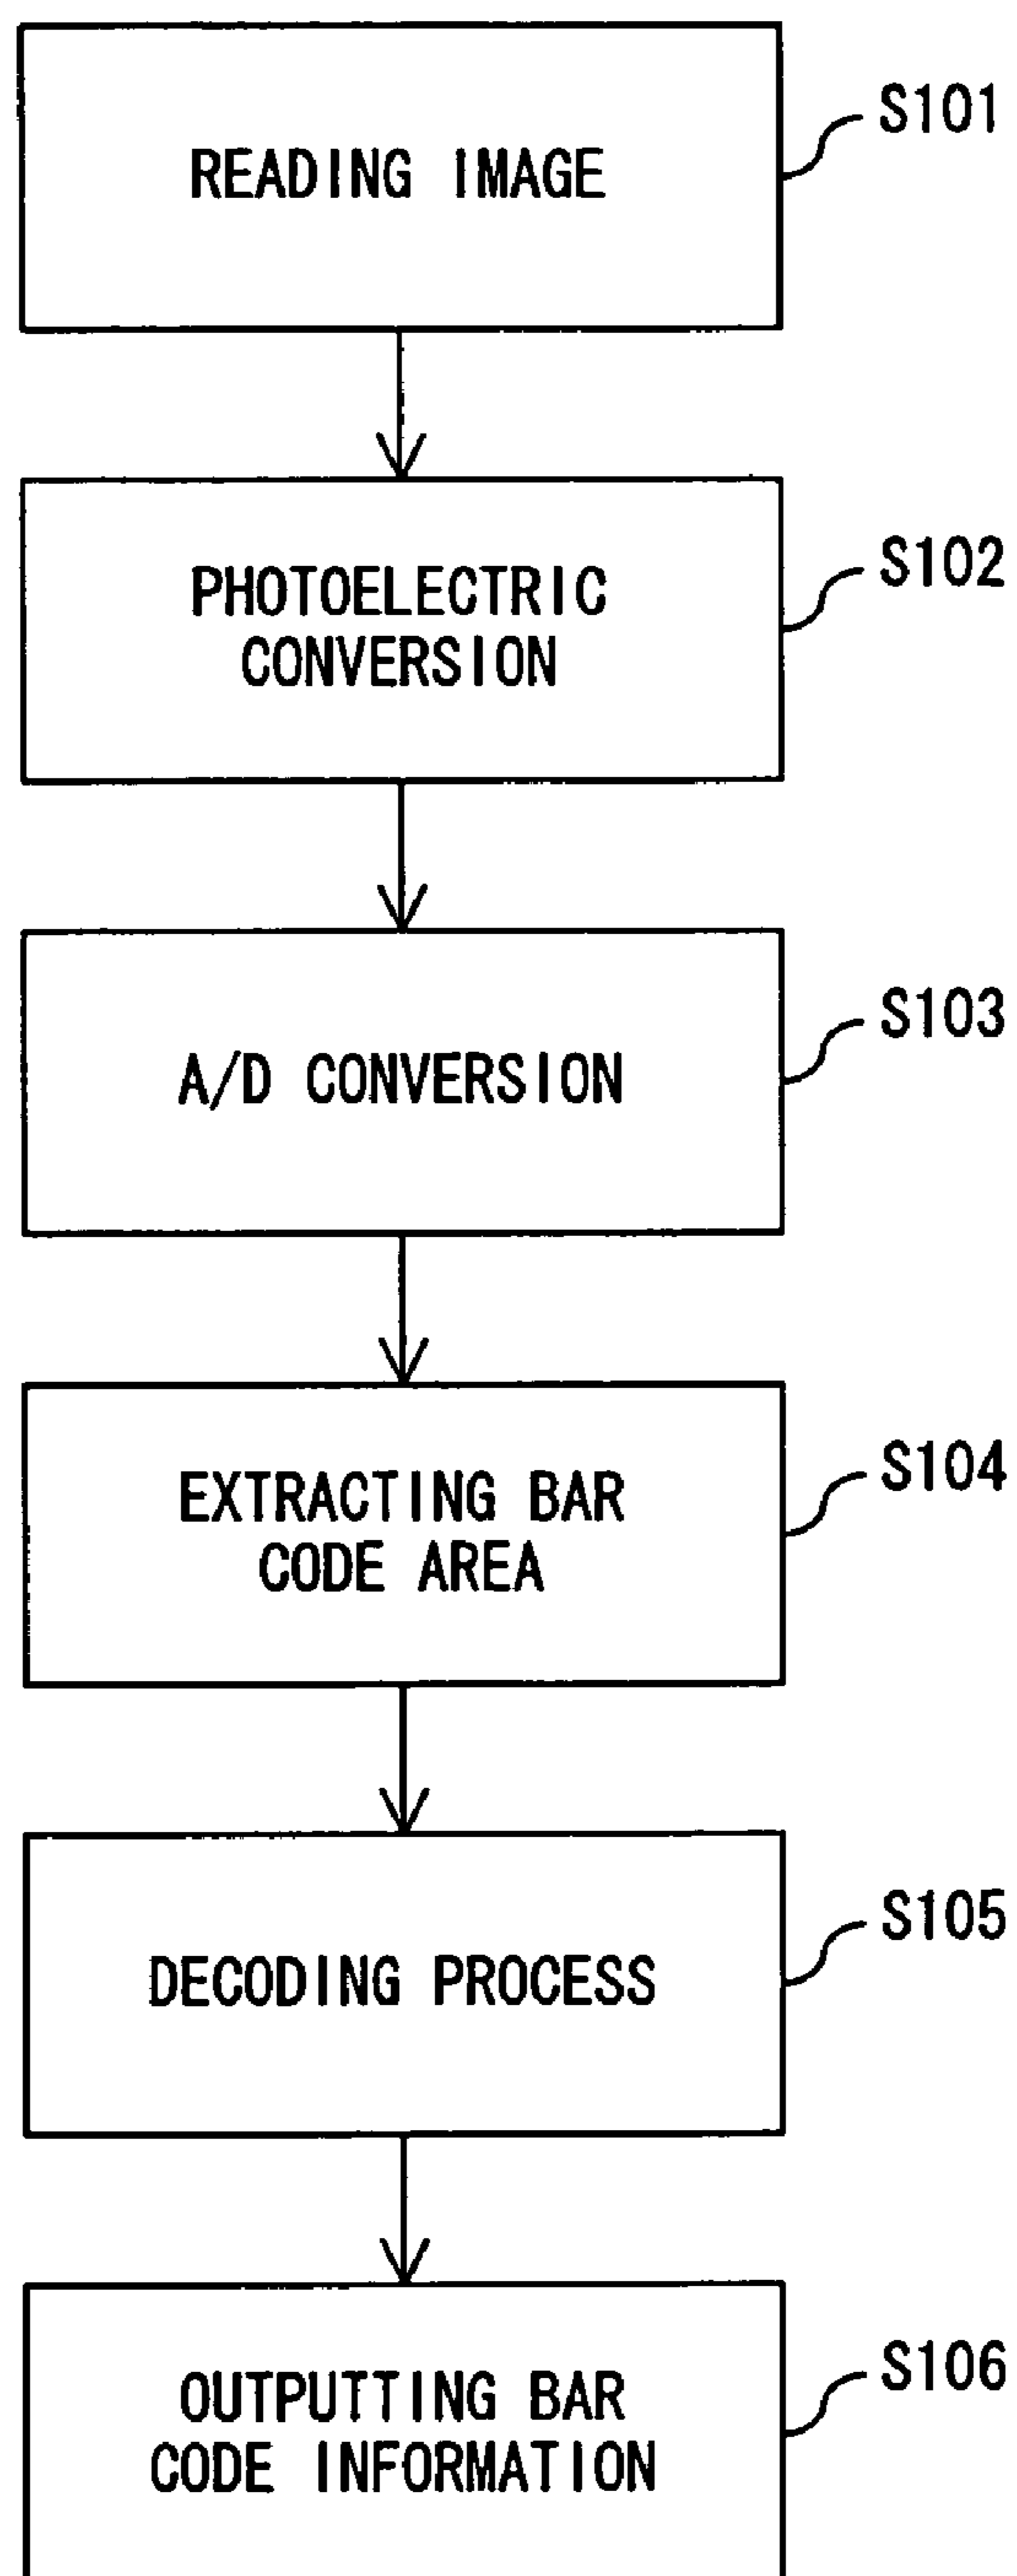 READING IMAGE
S101
PHOTOELECTRIC
CONVERSION
S102
A/D CONVERSION
S103
EXTRACTING BAR
CODE AREA
S104
DECODING PROCESS
S105
OUTPUTTING BAR
CODE INFORMATION
S106